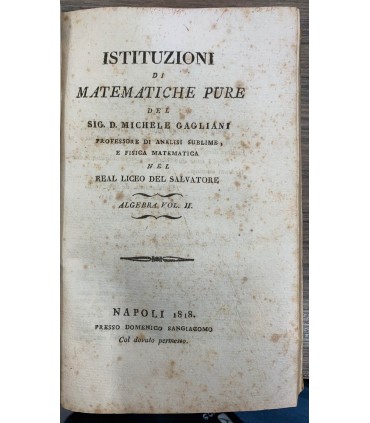 ISTITUZIONI
DI
MATEMATICHE PURE
DEL
SIG. D. MICHELE GAGLIANI
PROFESSORE DI ANALISI SUBLIME,
E FISICA MATEMATICA
NEL
REAL LICEO DEL SALVATORE
ALGEBRA VOL. II.
NAPOLI 1818.
PRESSO DOMENICO SANGIACOMO
Col dovuto permesso.